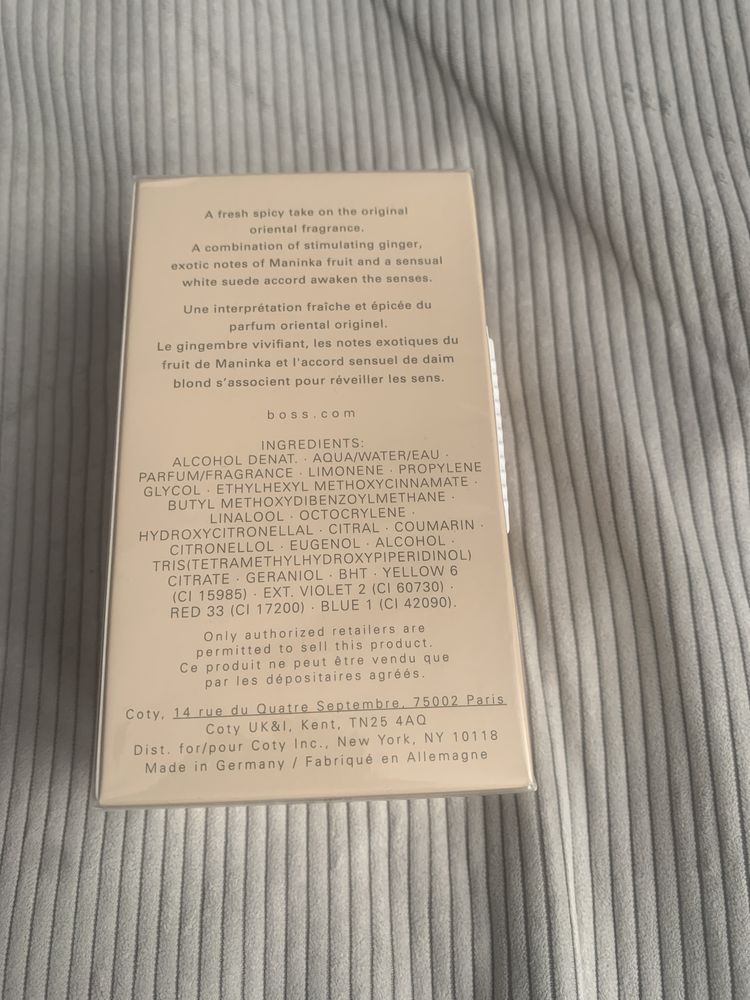 A fresh spicy take on the original
oriental fragrance.
A combination of stimulating ginger,
exotic notes of Maninka fruit and a sensual
white suede accord awaken the senses.
Une interprétation fraîche et épicée du
parfum oriental originel.
Le gingembre vivifiant, les notes exotiques du
fruit de Maninka et l'accord sensuel de daim
blond s'associent pour réveiller les sens.
boss.com
INGREDIENTS:
ALCOHOL DENAT. · AQUA/WATER/EAU ·
PARFUM/FRAGRANCE · LIMONENE · PROPYLENE
GLYCOL · ETHYLHEXYL METHOXYCINNAMATE ·
BUTYL METHOXYDIBENZOYLMETHANE ·
LINALOOL · OCTOCRYLENE ·
HYDROXYCITRONELLAL · CITRAL · COUMARIN ·
CITRONELLOL · EUGENOL · ALCOHOL ·
TRIS(TETRAMETHYLHYDROXYPIPERIDINOL)
CITRATE · GERANIOL · BHT · YELLOW 6
(CI 15985) · EXT. VIOLET 2 (CI 60730) ·
RED 33 (CI 17200) · BLUE 1 (CI 42090).
Only authorized retailers are
permitted to sell this product.
Ce produit ne peut être vendu que
par les dépositaires agréés.
Coty, 14 rue du Quatre Septembre, 75002 Paris
Coty UK&I, Kent, TN25 4AQ
Dist. for/pour Coty Inc., New York, NY 10118
Made in Germany / Fabriqué en Allemagne